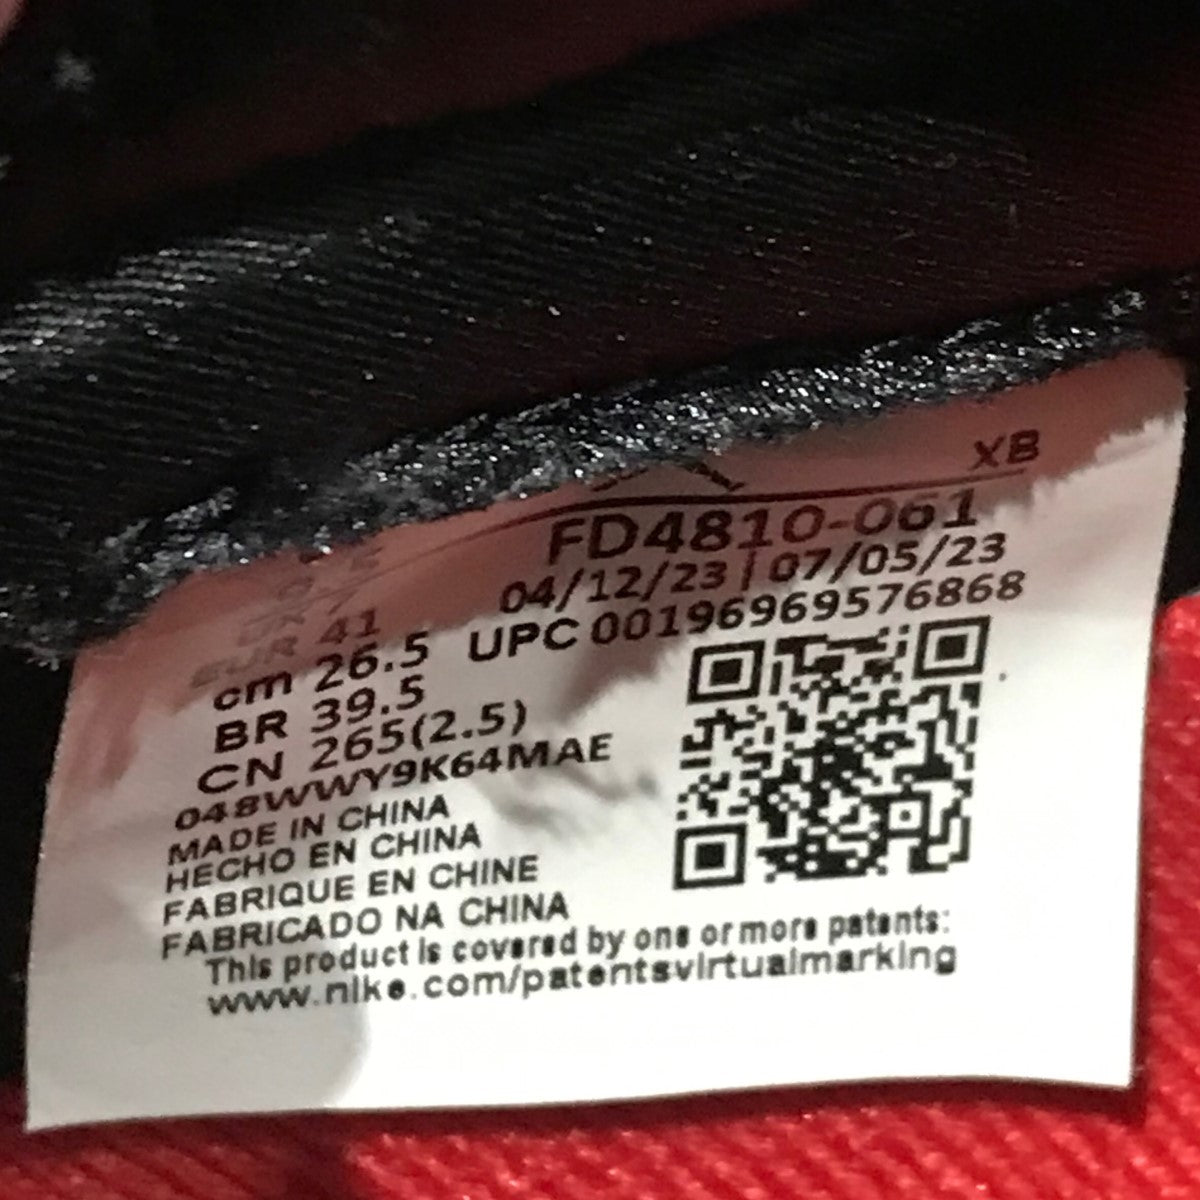 XB
FD4810-061
04/12/23 | 07/05/23
UPC 00196969576868
EUR 41
cm 26.5
BR 39.5
CN 265(2.5)
048WWY9K64MAE
MADE IN CHINA
HECHO EN CHINA
FABRIQUE EN CHINE
FABRICADO NA CHINA
This product is covered by one or more patents:
www.nike.com/patentsvirtualmarking